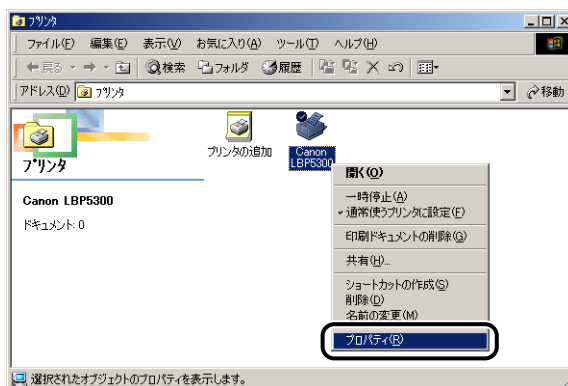 プリンタ
ファイル(F) 編集(E) 表示(V) お気に入り(A) ツール(T) ヘルプ(H)
戻る 検索 フォルダ 履歴
アドレス(D) プリンタ 移動
プリンタ
Canon LBP5300
ドキュメント: 0
プリンタの追加
Canon
LBP5300
開く(O)
一時停止(A)
通常使うプリンタに設定(F)
印刷ドキュメントの削除(G)
共有(H)...
ショートカットの作成(S)
削除(D)
名前の変更(M)
プロパティ(R)
選択されたオブジェクトのプロパティを表示します。